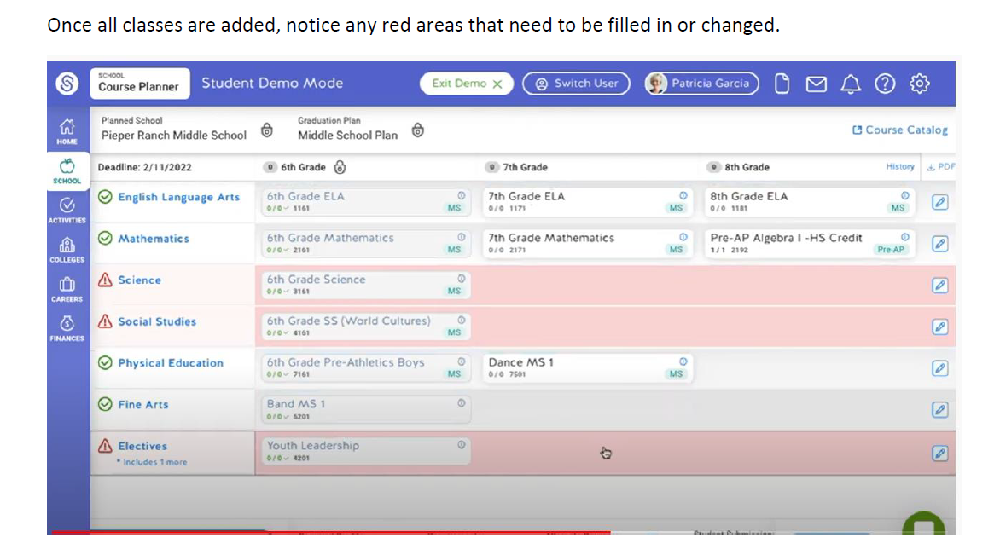 Once all classes are added, notice any red areas that need to be filled in or changed.
SCHOOL
Course Planner
Student Demo Mode
Exit Demo X
Switch User
Patricia Garcia
Planned School
Pieper Ranch Middle School
Graduation Plan
Middle School Plan
Course Catalog
HOME
SCHOOL
ACTIVITIES
COLLEGES
CAREERS
FINANCES
Deadline: 2/11/2022
0 6th Grade
0 7th Grade
0 8th Grade
History
PDF
English Language Arts
6th Grade ELA
0/0 1161
MS
7th Grade ELA
0/0 1171
MS
8th Grade ELA
0/0 1181
MS
Mathematics
6th Grade Mathematics
0/0 2161
MS
7th Grade Mathematics
0/0 2171
MS
Pre-AP Algebra I -HS Credit
1/1 2192
Pre-AP
Science
6th Grade Science
0/0 3161
MS
Social Studies
6th Grade SS (World Cultures)
0/0 4161
MS
Physical Education
6th Grade Pre-Athletics Boys
0/0 7161
MS
Dance MS 1
0/0 7501
MS
Fine Arts
Band MS 1
0/0 6201
Electives
* Includes 1 more
Youth Leadership
0/0 4201